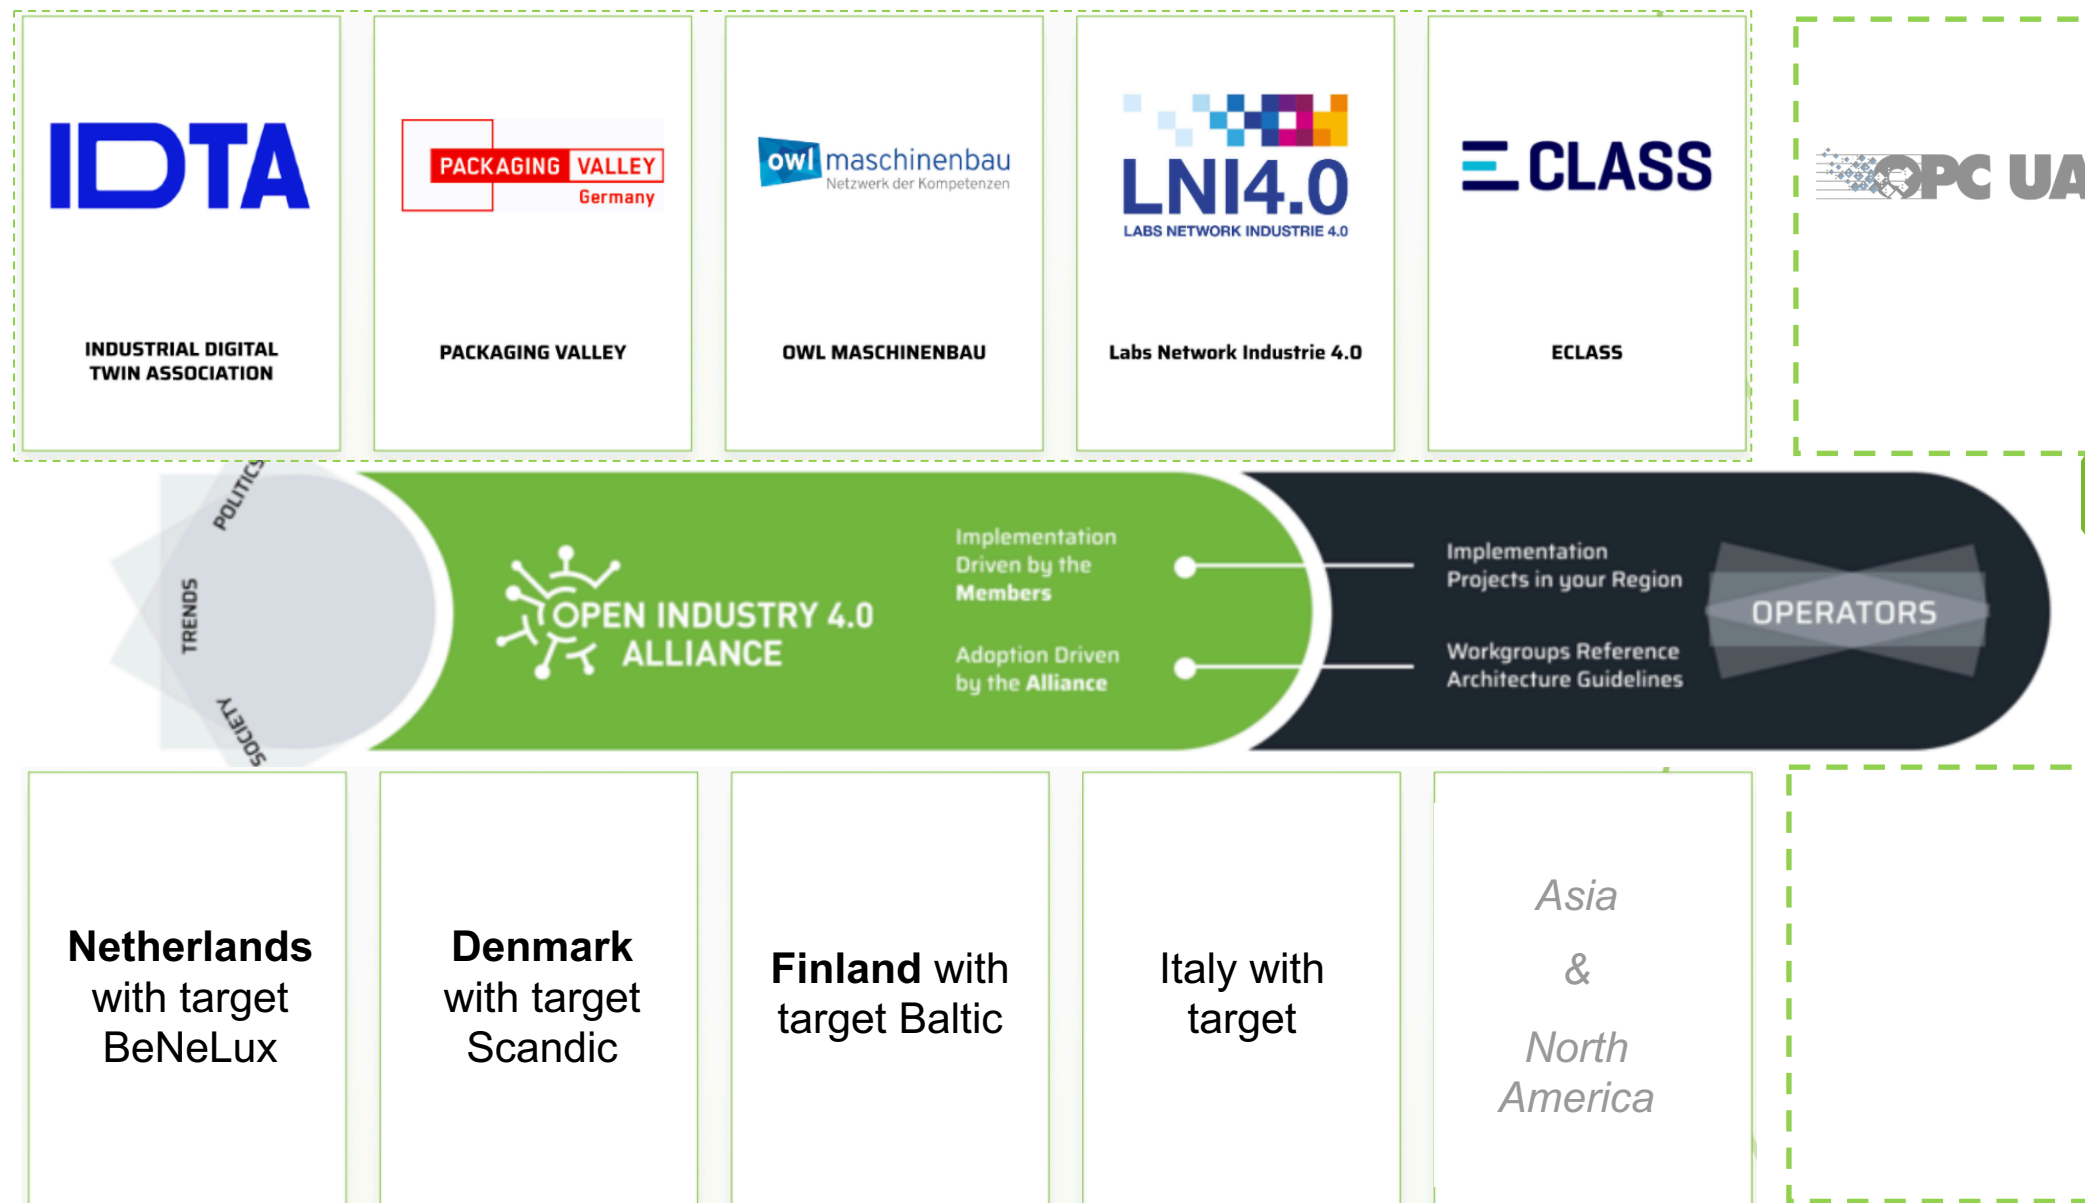 IDTA
INDUSTRIAL DIGITAL
TWIN ASSOCIATION
PACKAGING VALLEY
Germany
PACKAGING VALLEY
owl maschinenbau
Netzwerk der Kompetenzen
OWL MASCHINENBAU
LNI4.0
LABS NETWORK INDUSTRIE 4.0
Labs Network Industrie 4.0
ECLASS
ECLASS
OPC UA
POLITICS
TRENDS
SOCIETY
OPEN INDUSTRY 4.0
ALLIANCE
Implementation
Driven by the
Members
Adoption Driven
by the Alliance
Implementation
Projects in your Region
Workgroups Reference
Architecture Guidelines
OPERATORS
Netherlands
with target
BeNeLux
Denmark
with target
Scandic
Finland with
target Baltic
Italy with
target
Asia
&
North
America